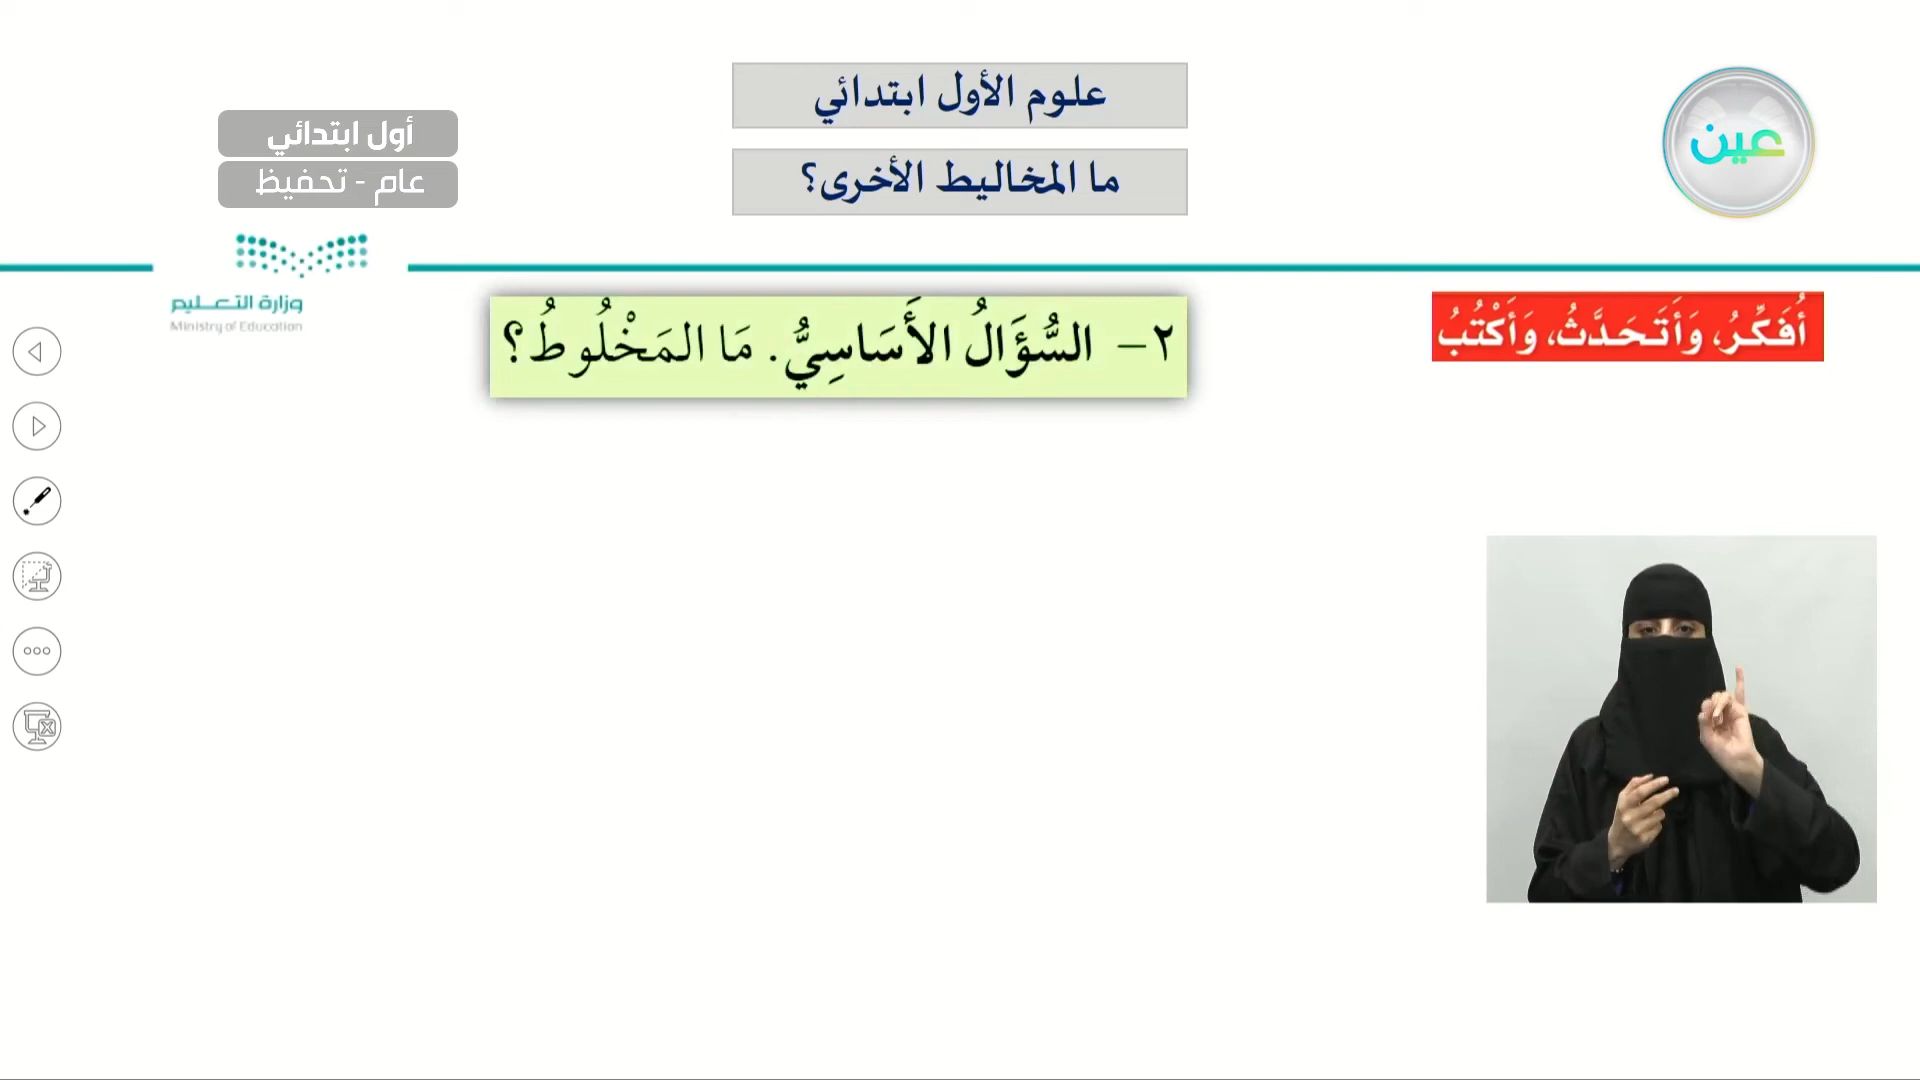 علوم الأول ابتدائي
ما المخاليط الأخرى؟
عين
أول ابتدائي
عام - تحفيظ
وزارة التعليم
Ministry of Education
أُفَكِّرُ، وَأَتَحَدَّثُ، وَأَكْتُبُ
٢- السُّؤَالُ الأَسَاسِيُّ. مَا المَخْلُوطُ؟